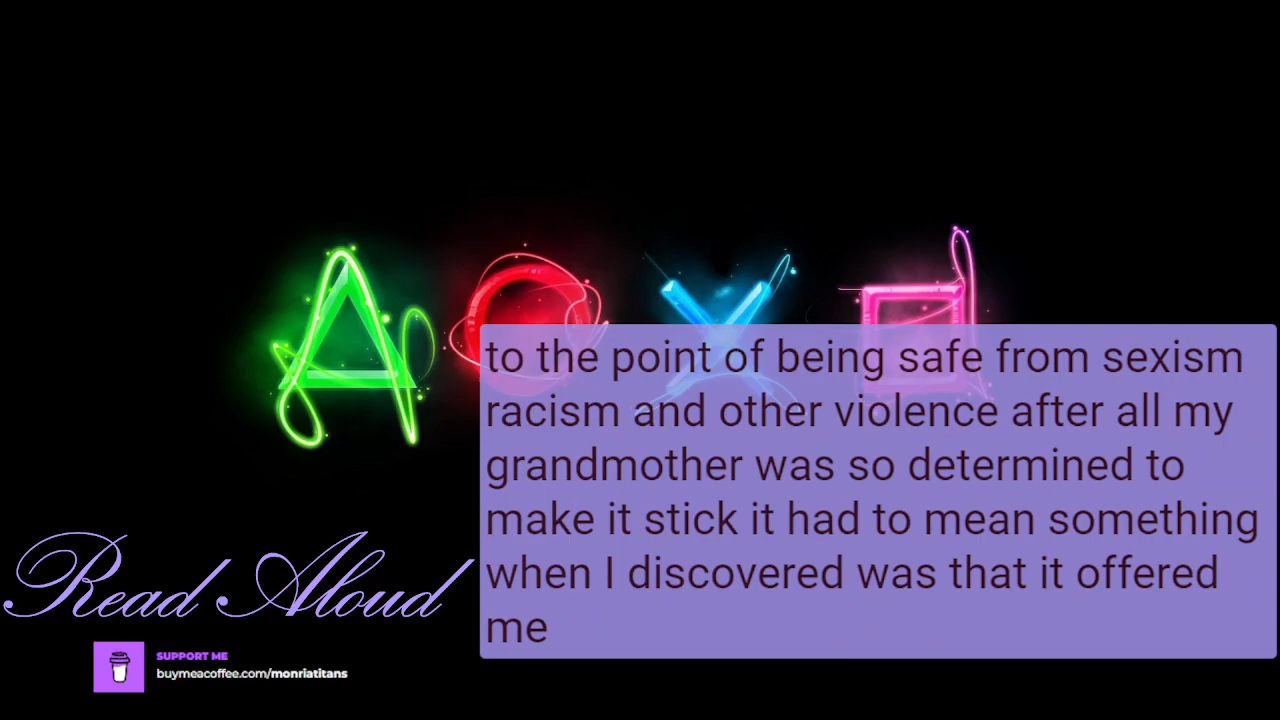 to the point of being safe from sexism
racism and other violence after all my
grandmother was so determined to
make it stick it had to mean something
when I discovered was that it offered
me
Read Aloud
SUPPORT ME
buymeacoffee.com/monriatitans